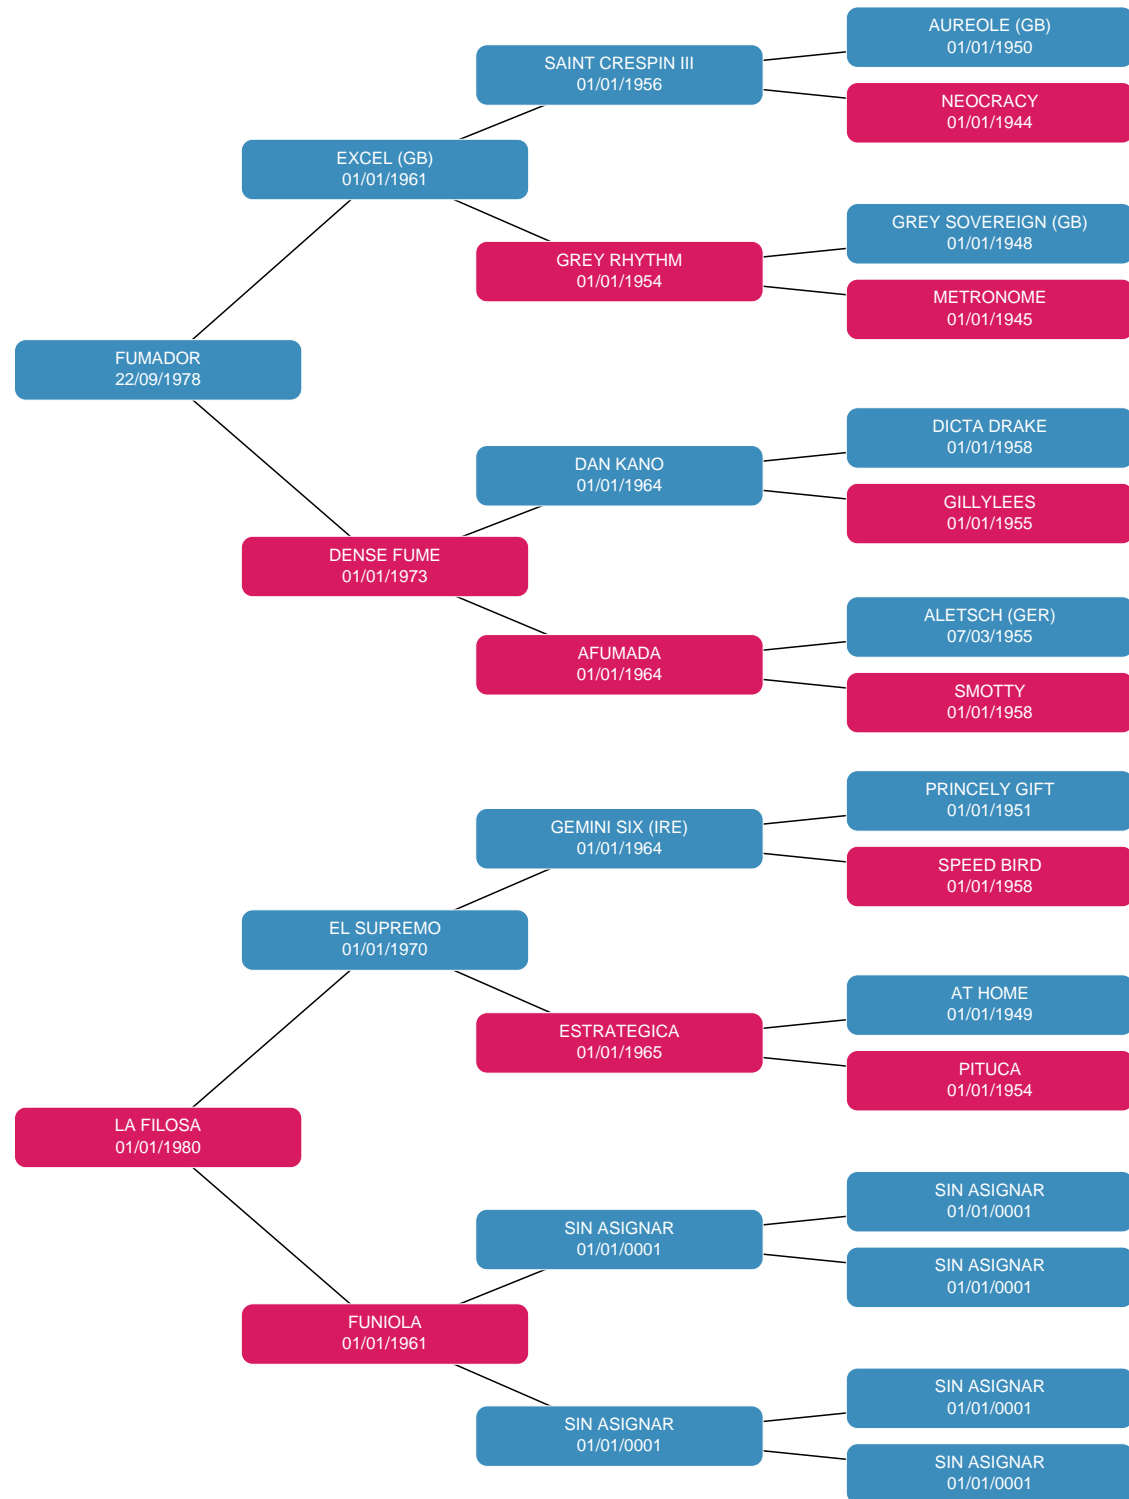 AUREOLE (GB)
01/01/1950
SAINT CRESPIN III
01/01/1956
NEOCRACY
01/01/1944
EXCEL (GB)
01/01/1961
GREY SOVEREIGN (GB)
01/01/1948
GREY RHYTHM
01/01/1954
METRONOME
01/01/1945
FUMADOR
22/09/1978
DICTA DRAKE
01/01/1958
DAN KANO
01/01/1964
GILLYLEES
01/01/1955
DENSE FUME
01/01/1973
ALETSCH (GER)
07/03/1955
AFUMADA
01/01/1964
SMOTTY
01/01/1958
PRINCELY GIFT
01/01/1951
GEMINI SIX (IRE)
01/01/1964
SPEED BIRD
01/01/1958
EL SUPREMO
01/01/1970
AT HOME
01/01/1949
ESTRATEGICA
01/01/1965
PITUCA
01/01/1954
LA FILOSA
01/01/1980
SIN ASIGNAR
01/01/0001
SIN ASIGNAR
01/01/0001
SIN ASIGNAR
01/01/0001
FUNIOLA
01/01/1961
SIN ASIGNAR
01/01/0001
SIN ASIGNAR
01/01/0001
SIN ASIGNAR
01/01/0001